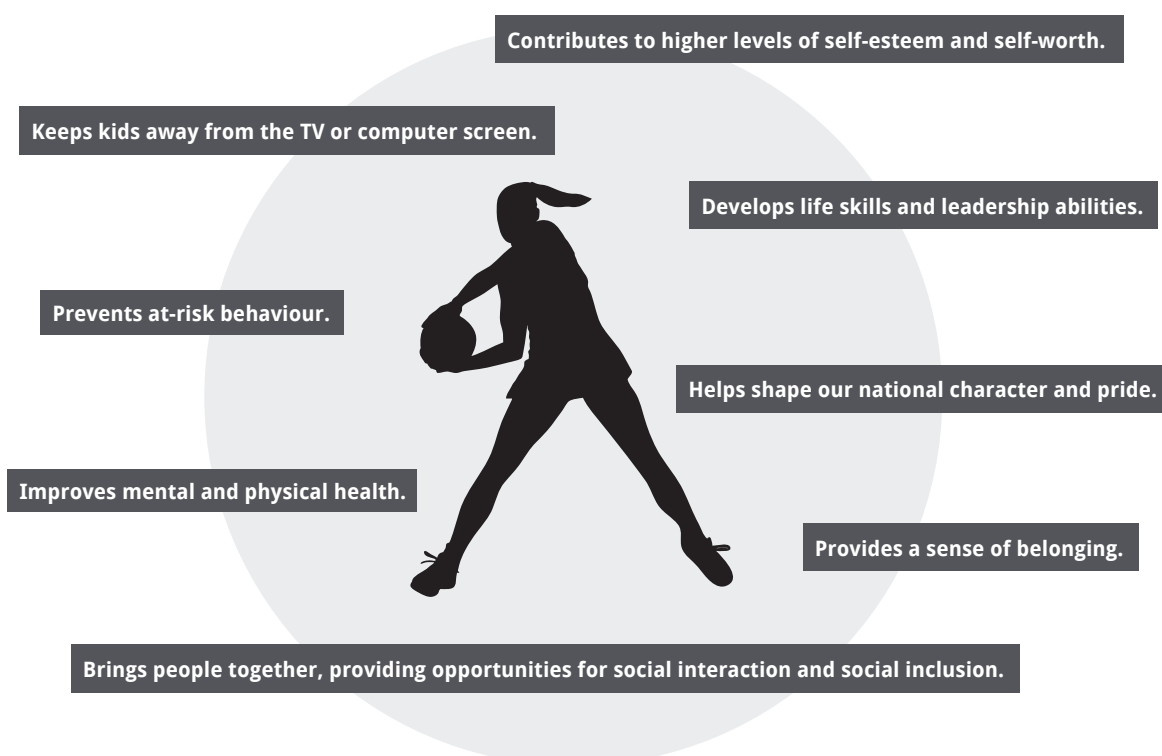 Contributes to higher levels of self-esteem and self-worth.
Keeps kids away from the TV or computer screen.
Develops life skills and leadership abilities.
Prevents at-risk behaviour.
Helps shape our national character and pride.
Improves mental and physical health.
Provides a sense of belonging.
Brings people together, providing opportunities for social interaction and social inclusion.